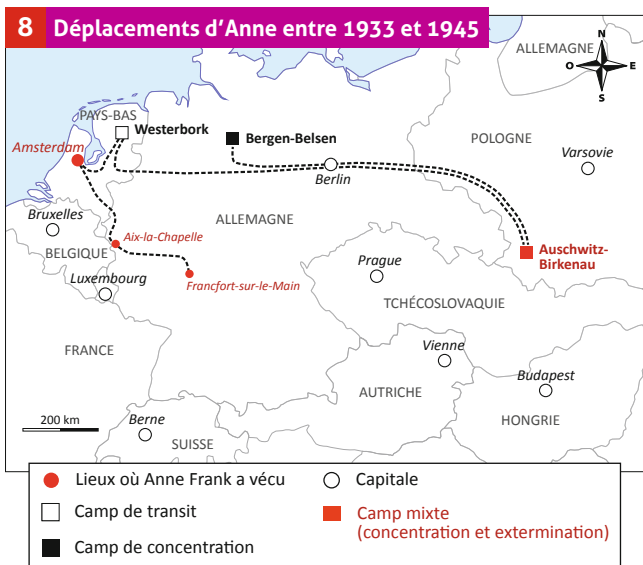 8 Déplacements d'Anne entre 1933 et 1945
ALLEMAGNE
N
O E
S
PAYS-BAS
Westerbork
Bergen-Belsen
POLOGNE
Amsterdam
Varsovie
Berlin
Bruxelles
ALLEMAGNE
Aix-la-Chapelle
BELGIQUE
Auschwitz-
Birkenau
Prague
Luxembourg
Francfort-sur-le-Main
TCHÉCOSLOVAQUIE
FRANCE
Vienne
Budapest
AUTRICHE
200 km
Berne
HONGRIE
SUISSE
Lieux où Anne Frank a vécu
Capitale
Camp de transit
Camp mixte
(concentration et extermination)
Camp de concentration